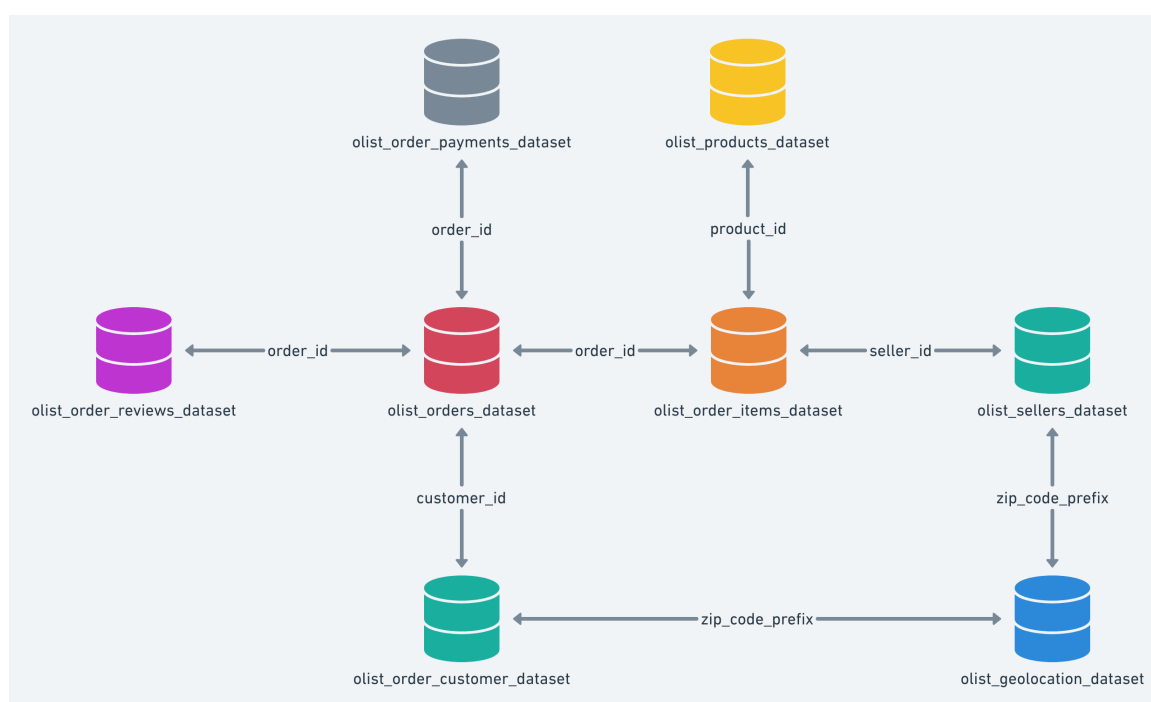 olist_order_payments_dataset
olist_products_dataset
order_id
product_id
order_id
order_id
seller_id
olist_order_reviews_dataset
olist_orders_dataset
olist_order_items_dataset
olist_sellers_dataset
customer_id
zip_code_prefix
zip_code_prefix
olist_order_customer_dataset
olist_geolocation_dataset